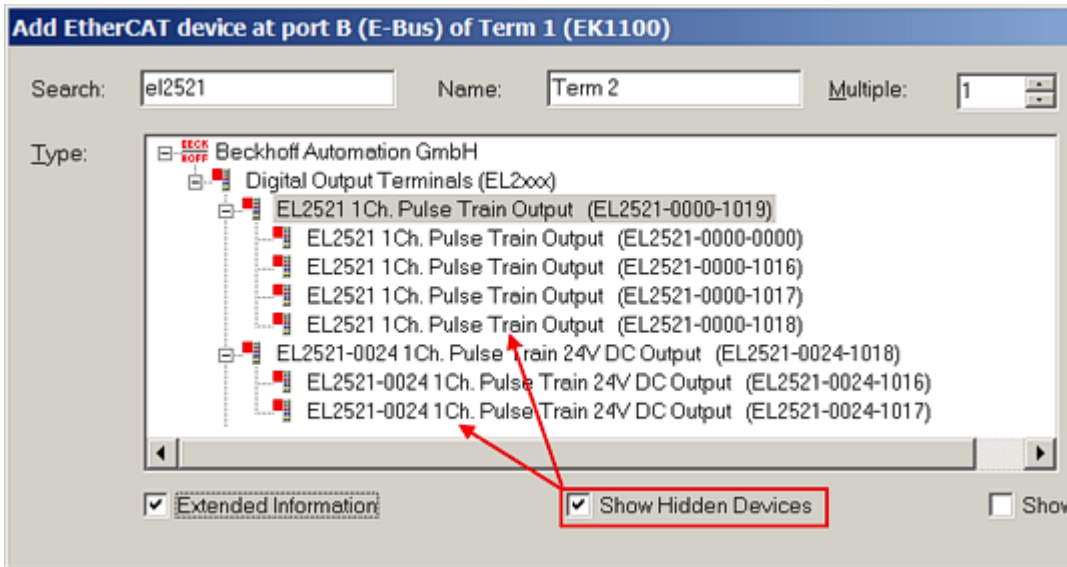 Add EtherCAT device at port B (E-Bus) of Term 1 (EK1100)
Search: el2521 Name: Term 2 Multiple: 1
Type: BECKHOFF Beckhoff Automation GmbH
Digital Output Terminals (EL2xxx)
EL2521 1Ch. Pulse Train Output (EL2521-0000-1019)
EL2521 1Ch. Pulse Train Output (EL2521-0000-0000)
EL2521 1Ch. Pulse Train Output (EL2521-0000-1016)
EL2521 1Ch. Pulse Train Output (EL2521-0000-1017)
EL2521 1Ch. Pulse Train Output (EL2521-0000-1018)
EL2521-0024 1Ch. Pulse Train 24V DC Output (EL2521-0024-1018)
EL2521-0024 1Ch. Pulse Train 24V DC Output (EL2521-0024-1016)
EL2521-0024 1Ch. Pulse Train 24V DC Output (EL2521-0024-1017)
Extended Information Show Hidden Devices Show